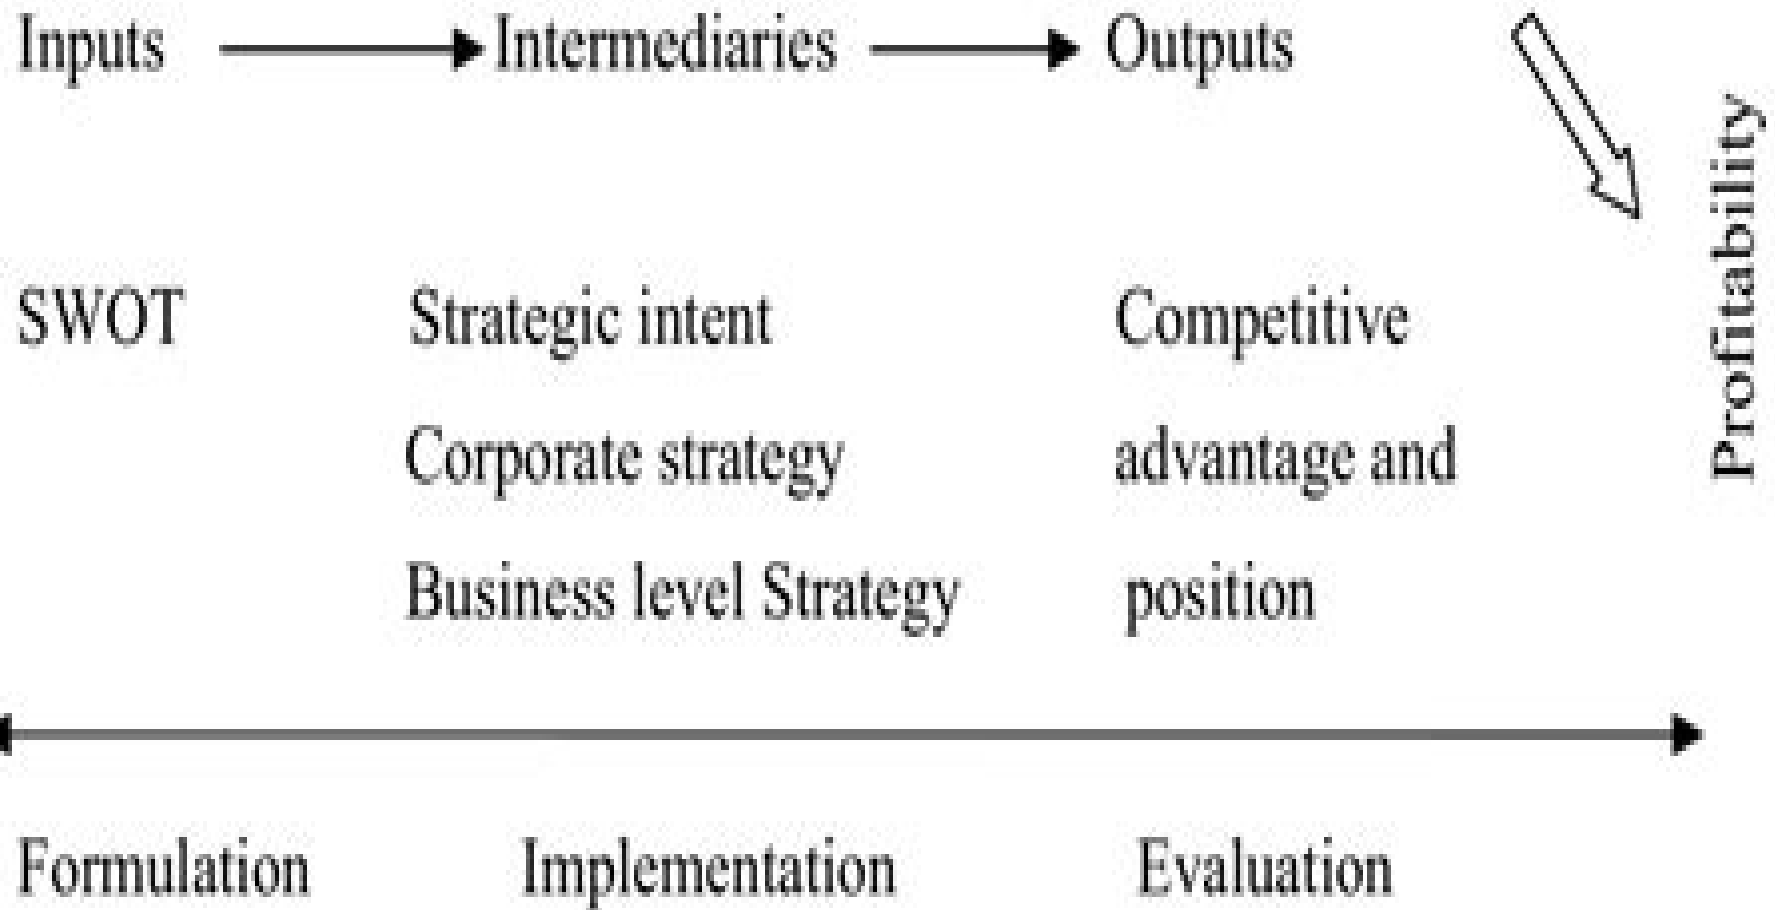 Inputs Intermediaries Outputs
Profitability
SWOT Strategic intent Competitive
Corporate strategy advantage and
Business level Strategy position
Formulation Implementation Evaluation